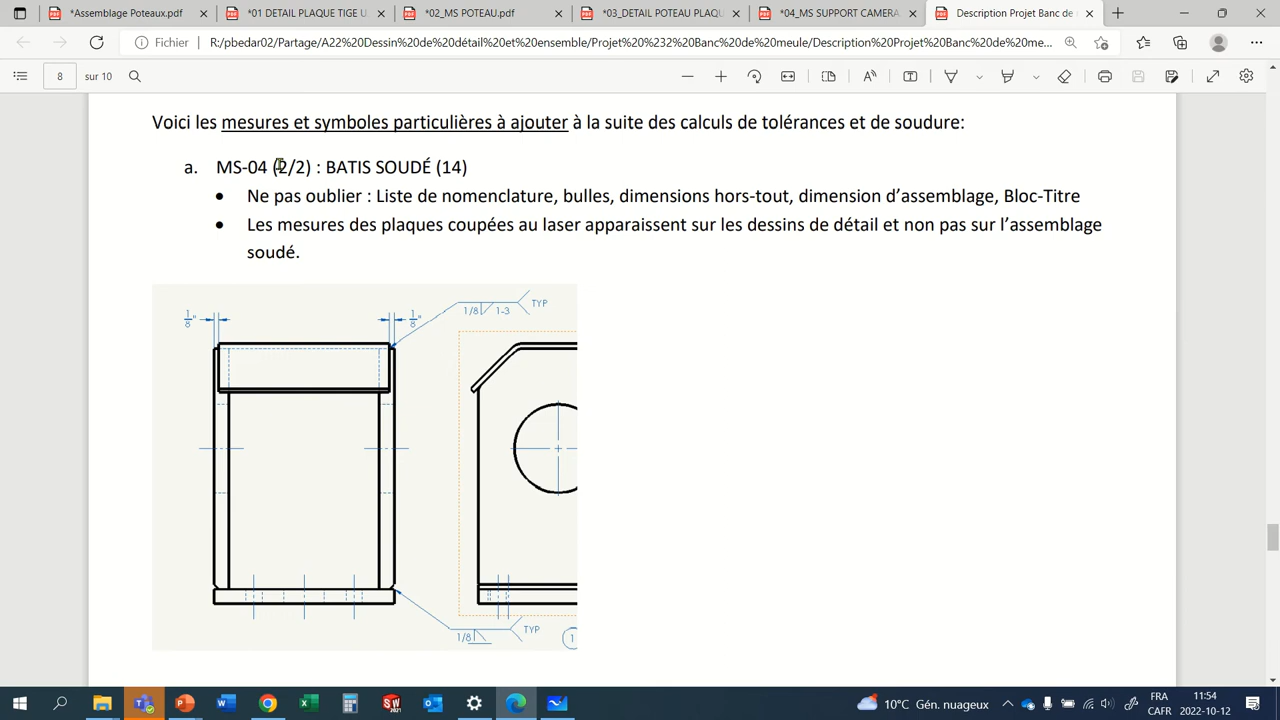 *Assemblage Poteaux.pdf
*01 DETAIL PLAQUE TIGE U
*02_MS POTEAU.pdf
*03_DETAIL POTEAU PLAQU
*04_MS SUPPORT CAMERA
Description Projet Banc de
Fichier
R:/pbedar02/Partage/A22%20Dessin%20de%20détail%20et%20ensemble/Projet%20%232%20Banc%20de%20meule/Description%20Projet%20Banc%20de%20me...
8 sur 10
Voici les mesures et symboles particulières à ajouter à la suite des calculs de tolérances et de soudure:
a. MS-04 (2/2) : BATIS SOUDÉ (14)
• Ne pas oublier : Liste de nomenclature, bulles, dimensions hors-tout, dimension d’assemblage, Bloc-Titre
• Les mesures des plaques coupées au laser apparaissent sur les dessins de détail et non pas sur l’assemblage
soudé.
1/8 1-3 TYP
1/8"
1/8"
1/8 TYP
1
10°C Gén. nuageux
FRA
CAFR
11:54
2022-10-12